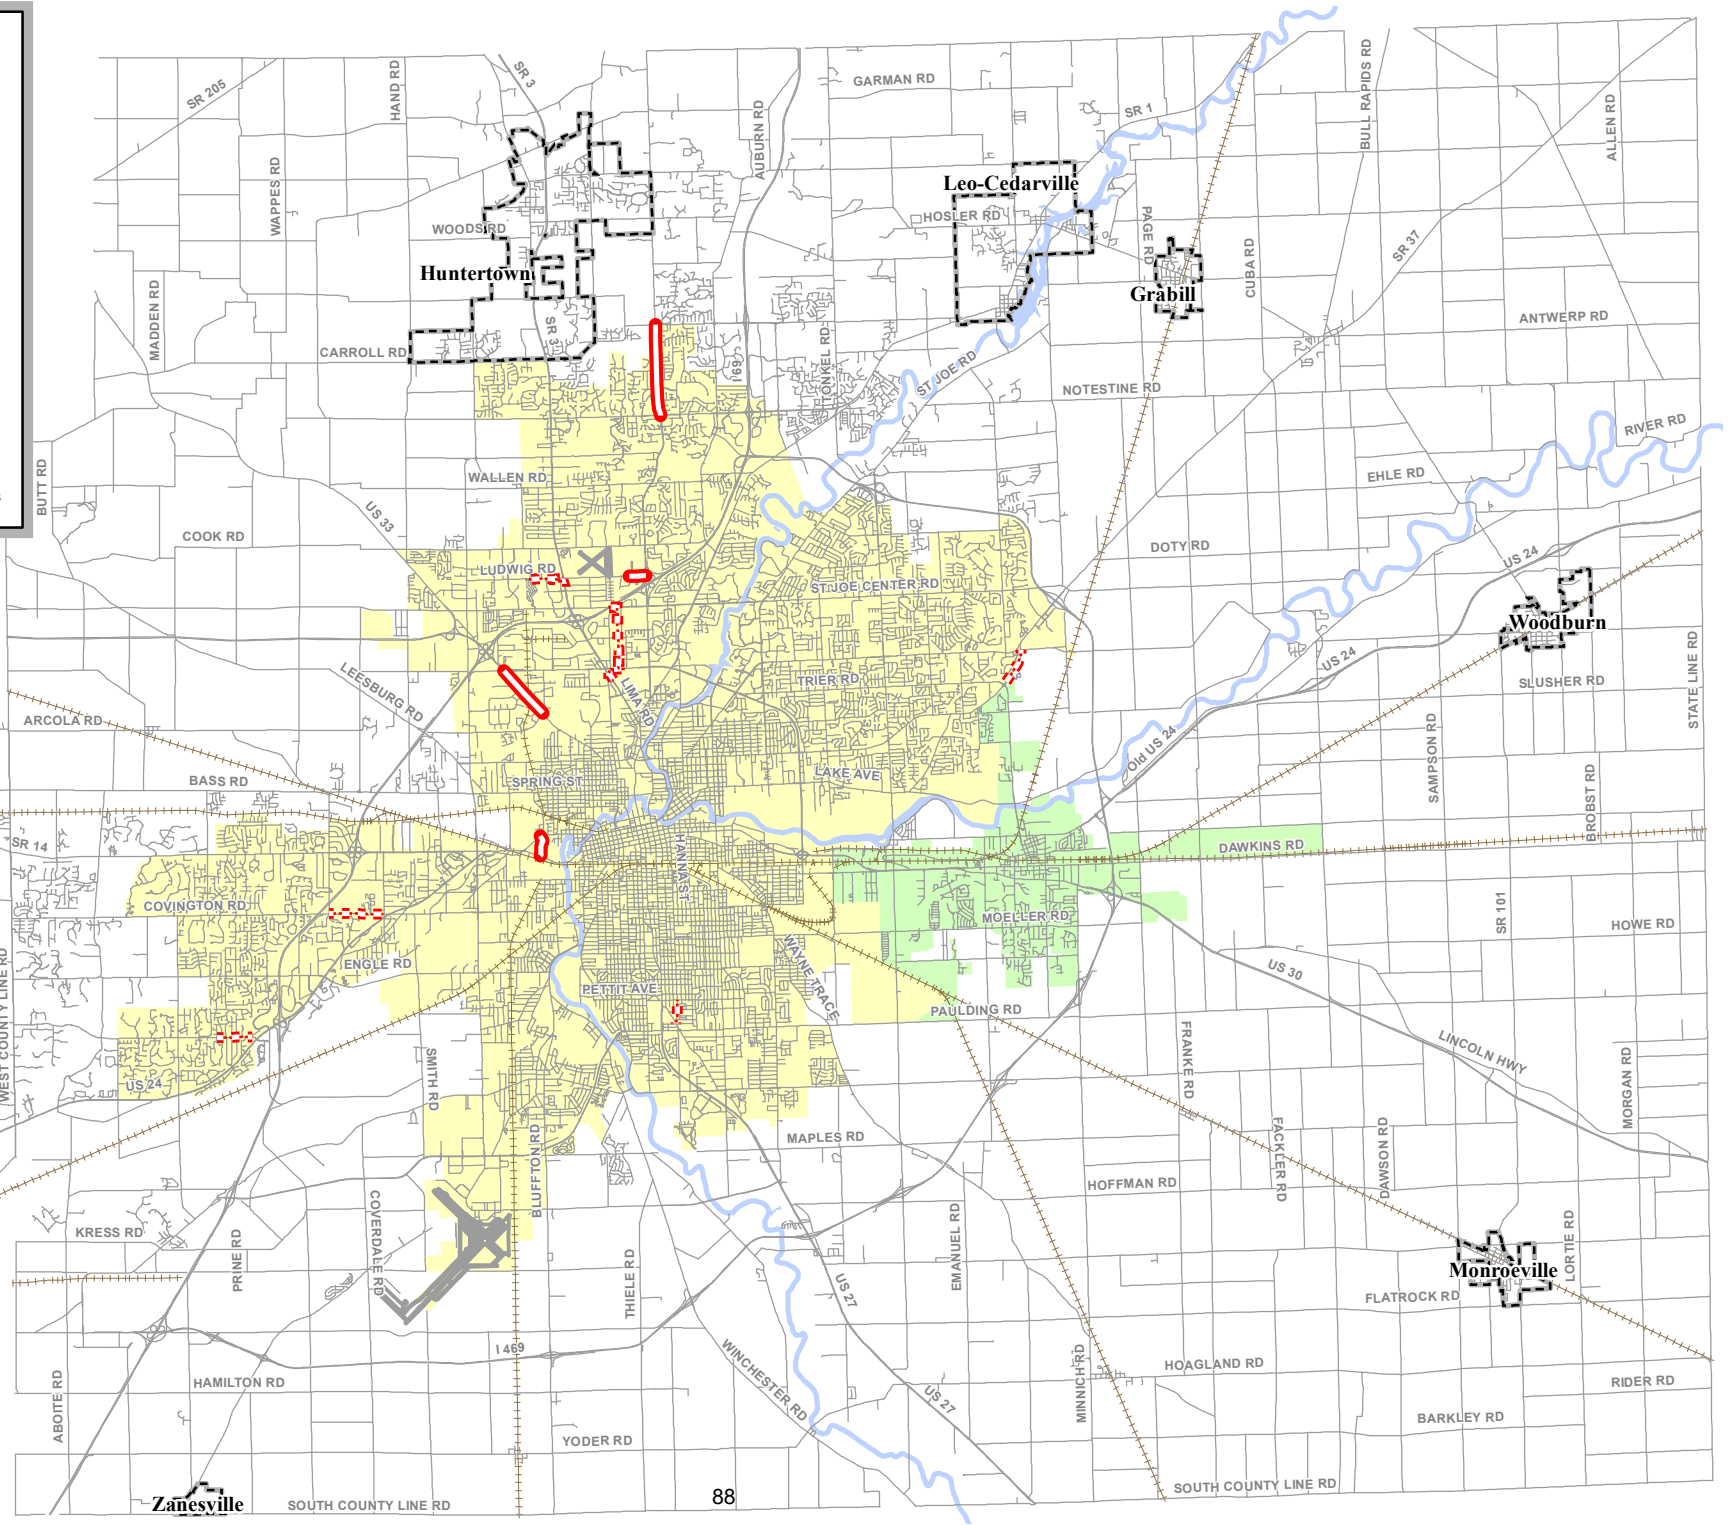 SR 3
GARMAN RD
SR 205
HAND RD
AUBURN RD
SR 1
BULL RAPIDS RD
ALLEN RD
WAPPES RD
Leo-Cedarville
HOSLER RD
PAGE RD
WOODS RD
CUBA RD
SR 37
Huntertown
Grabill
MADDEN RD
SR 3
ANTWERP RD
CARROLL RD
I 69
TONKEL RD
ST JOE RD
NOTESTINE RD
RIVER RD
WALLEN RD
EHLE RD
BUTT RD
US 33
COOK RD
DOTY RD
US 24
LUDWIG RD
ST JOE CENTER RD
Woodburn
LEESBURG RD
TRIER RD
US 24
SLUSHER RD
STATE LINE RD
LIMA RD
ARCOLA RD
Old US 24
SAMPSON RD
BASS RD
SPRING ST
LAKE AVE
BROBST RD
SR 14
HANNA ST
DAWKINS RD
COVINGTON RD
MOELLER RD
SR 101
HOWE RD
ENGLE RD
WAYNE TRACE
US 30
WEST COUNTY LINE RD
PETTIT AVE
PAULDING RD
FRANKE RD
LINCOLN HWY
SMITH RD
US 24
MORGAN RD
BLUFFTON RD
MAPLES RD
FACKLER RD
DAWSON RD
HOFFMAN RD
KRESS RD
PRINE RD
COVERDALE RD
EMANUEL RD
LORTIE RD
THIELE RD
US 27
Monroeville
FLATROCK RD
I 469
WINCHESTER RD
HOAGLAND RD
HAMILTON RD
ABOITE RD
US 27
MINNICH RD
RIDER RD
BARKLEY RD
YODER RD
SOUTH COUNTY LINE RD
Zanesville
SOUTH COUNTY LINE RD
88